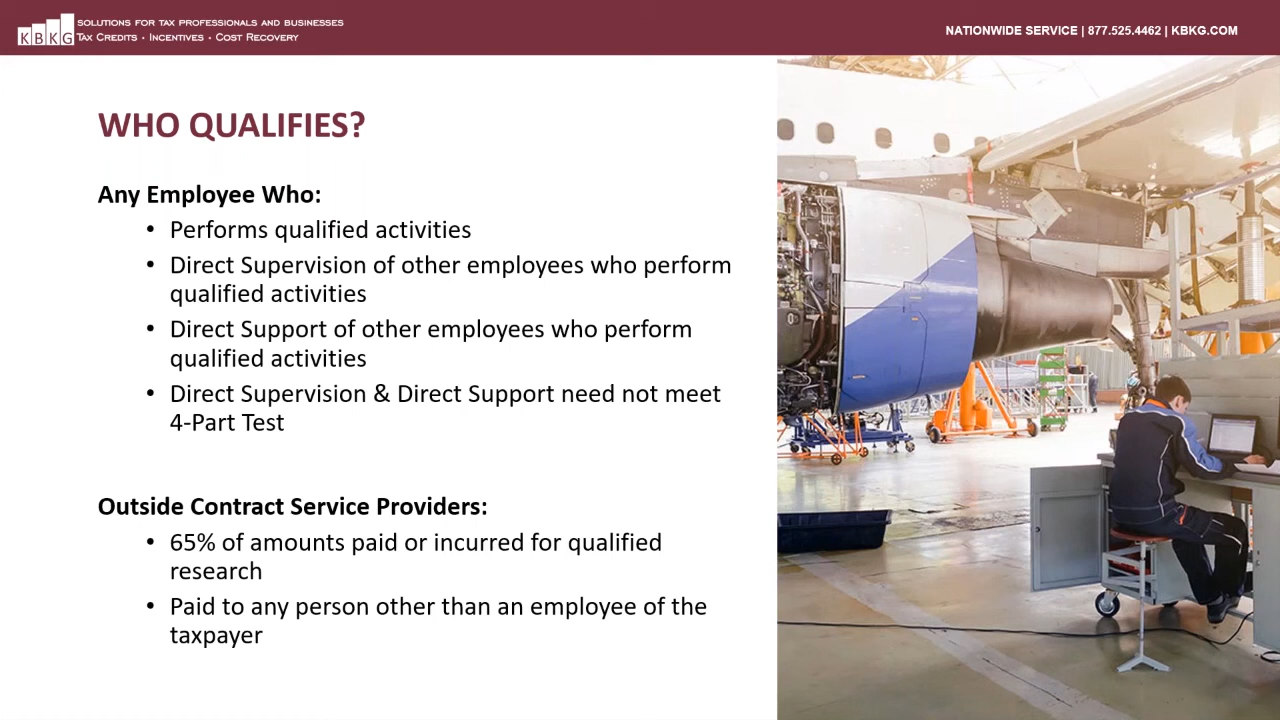 KBKG
SOLUTIONS FOR TAX PROFESSIONALS AND BUSINESSES
TAX CREDITS · INCENTIVES · COST RECOVERY
NATIONWIDE SERVICE | 877.525.4462 | KBKG.COM
WHO QUALIFIES?
Any Employee Who:
• Performs qualified activities
• Direct Supervision of other employees who perform
qualified activities
• Direct Support of other employees who perform
qualified activities
• Direct Supervision & Direct Support need not meet
4-Part Test
Outside Contract Service Providers:
• 65% of amounts paid or incurred for qualified
research
• Paid to any person other than an employee of the
taxpayer